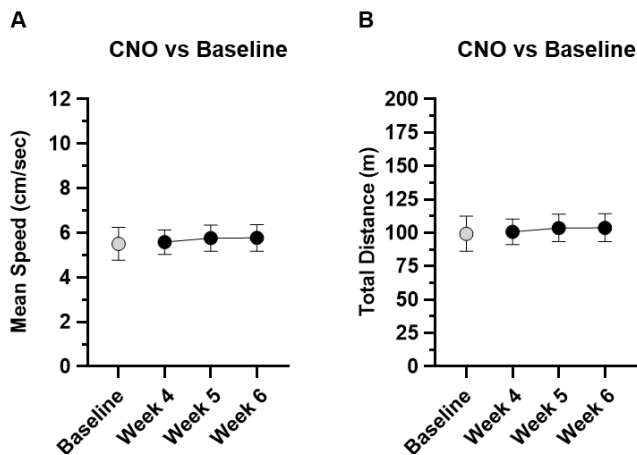 A
CNO vs Baseline
Mean Speed (cm/sec)
12
10
8
6
4
2
0
Baseline
Week 4
Week 5
Week 6
B
CNO vs Baseline
Total Distance (m)
200
175
150
125
100
75
50
25
0
Baseline
Week 4
Week 5
Week 6